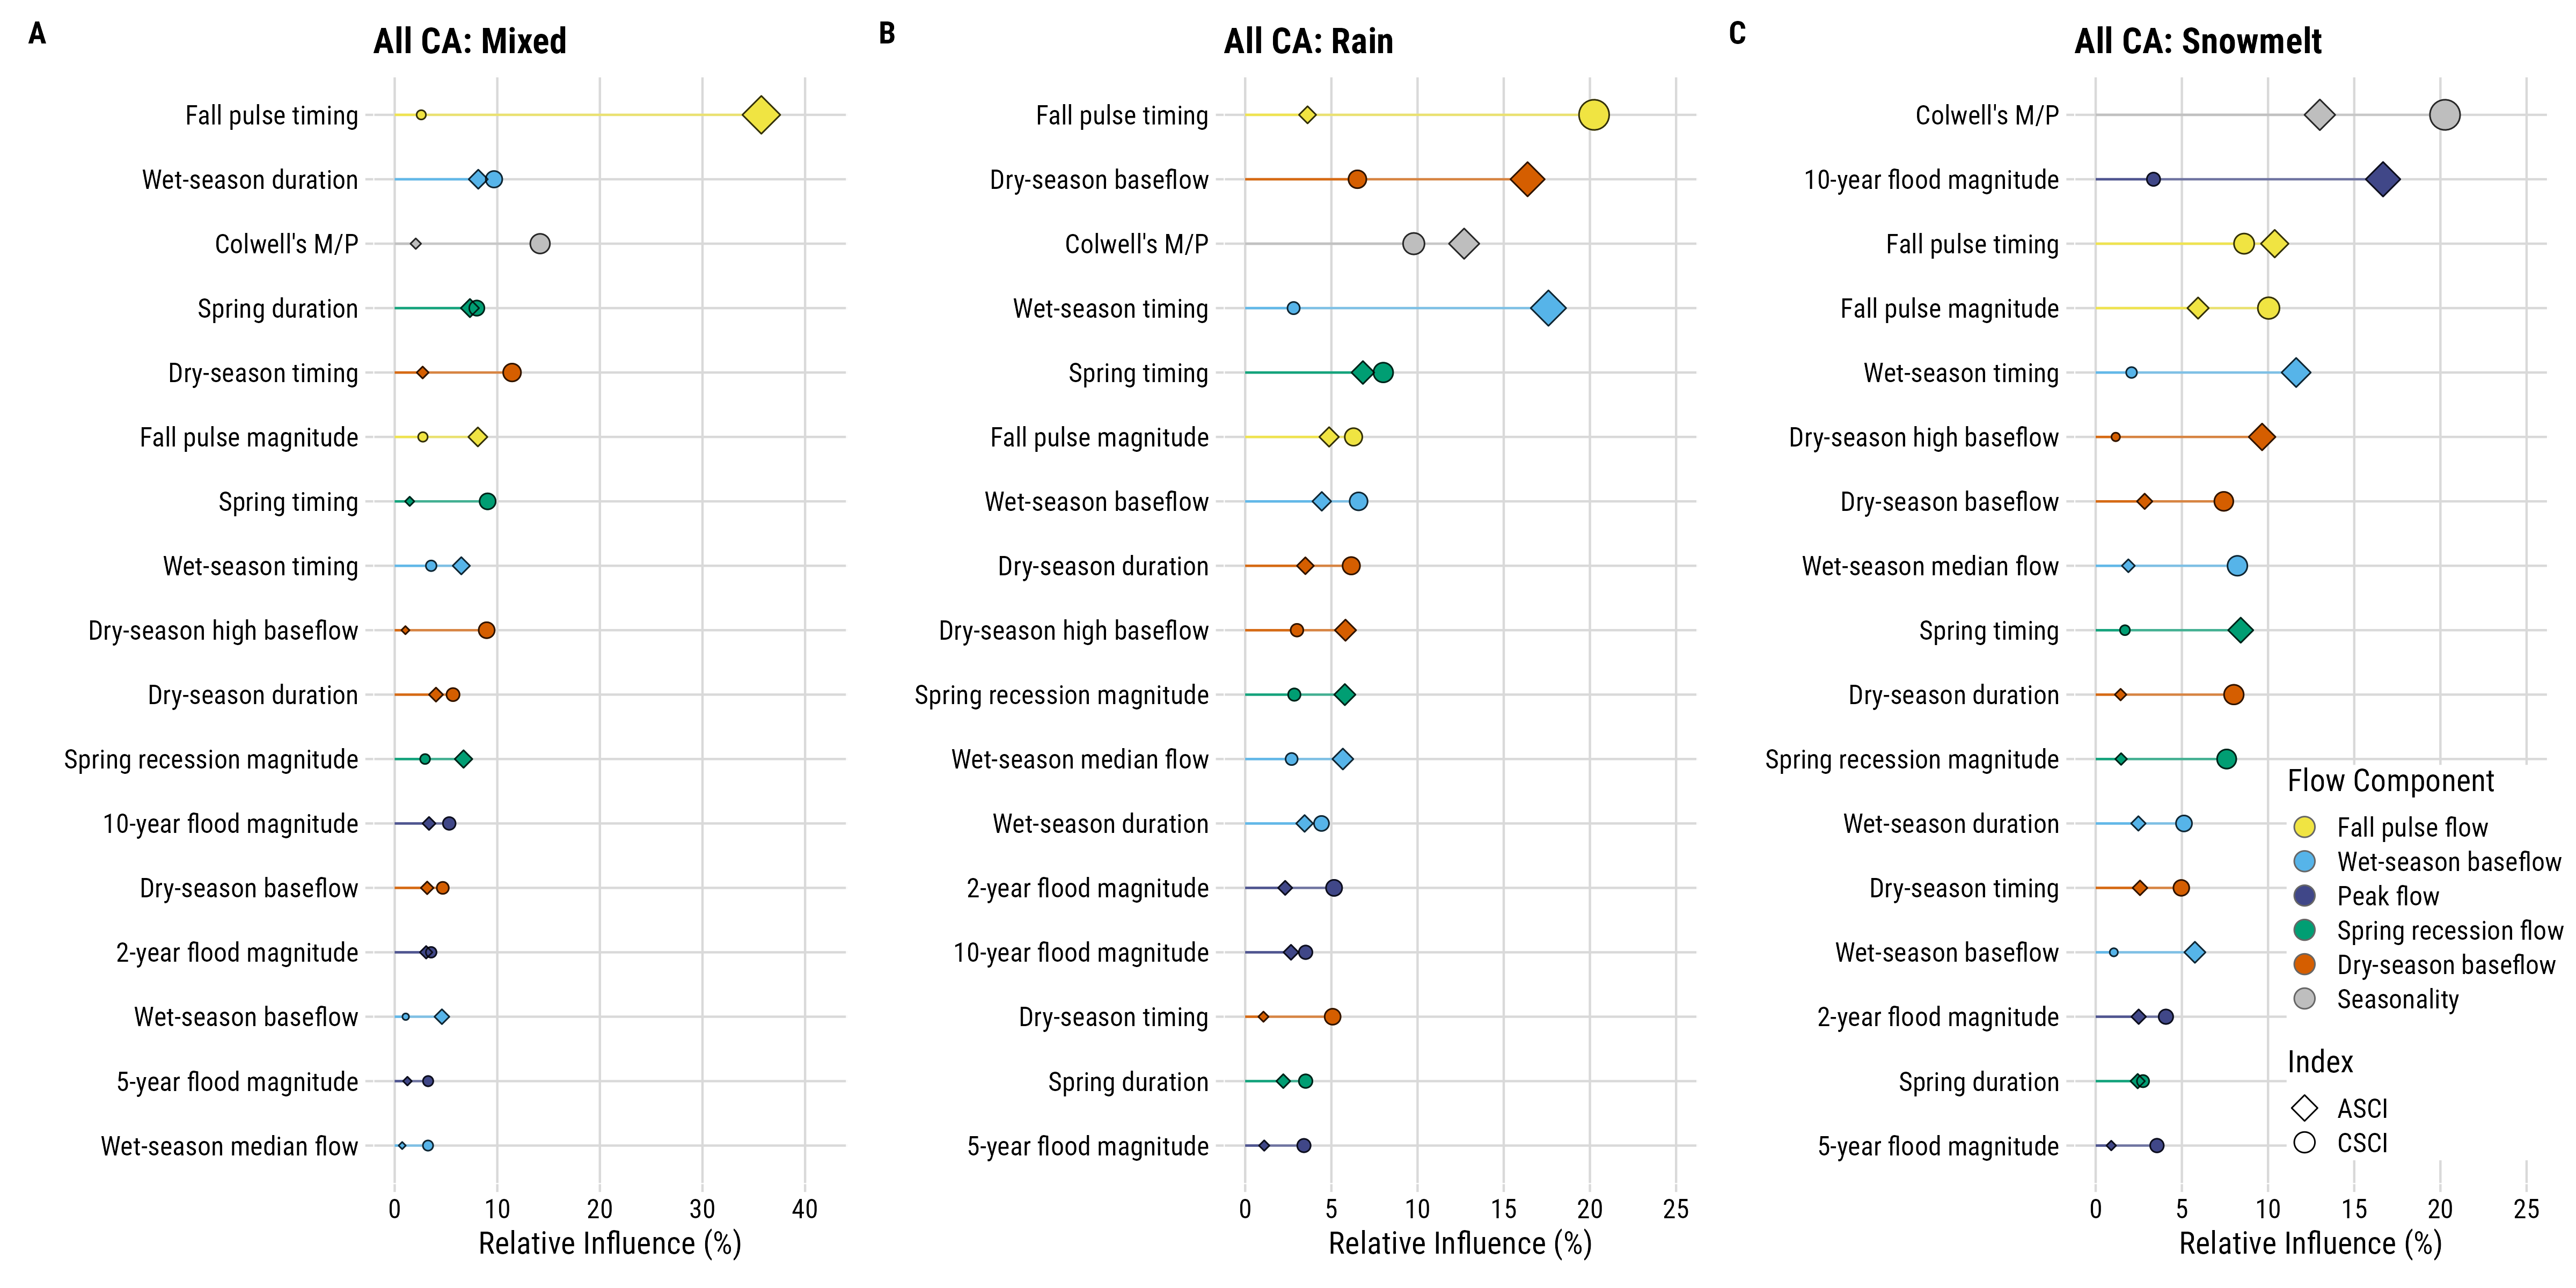 A
All CA: Mixed
Fall pulse timing
Wet-season duration
Colwell's M/P
Spring duration
Dry-season timing
Fall pulse magnitude
Spring timing
Wet-season timing
Dry-season high baseflow
Dry-season duration
Spring recession magnitude
10-year flood magnitude
Dry-season baseflow
2-year flood magnitude
Wet-season baseflow
5-year flood magnitude
Wet-season median flow
0 10 20 30 40
Relative Influence (%)
B
All CA: Rain
Fall pulse timing
Dry-season baseflow
Colwell's M/P
Wet-season timing
Spring timing
Fall pulse magnitude
Wet-season baseflow
Dry-season duration
Dry-season high baseflow
Spring recession magnitude
Wet-season median flow
Wet-season duration
2-year flood magnitude
10-year flood magnitude
Dry-season timing
Spring duration
5-year flood magnitude
0 5 10 15 20 25
Relative Influence (%)
C
All CA: Snowmelt
Colwell's M/P
10-year flood magnitude
Fall pulse timing
Fall pulse magnitude
Wet-season timing
Dry-season high baseflow
Dry-season baseflow
Wet-season median flow
Spring timing
Dry-season duration
Spring recession magnitude
Wet-season duration
Dry-season timing
Wet-season baseflow
2-year flood magnitude
Spring duration
5-year flood magnitude
0 5 10 15 20 25
Relative Influence (%)
Flow Component
Fall pulse flow
Wet-season baseflow
Peak flow
Spring recession flow
Dry-season baseflow
Seasonality
Index
ASCI
CSCI